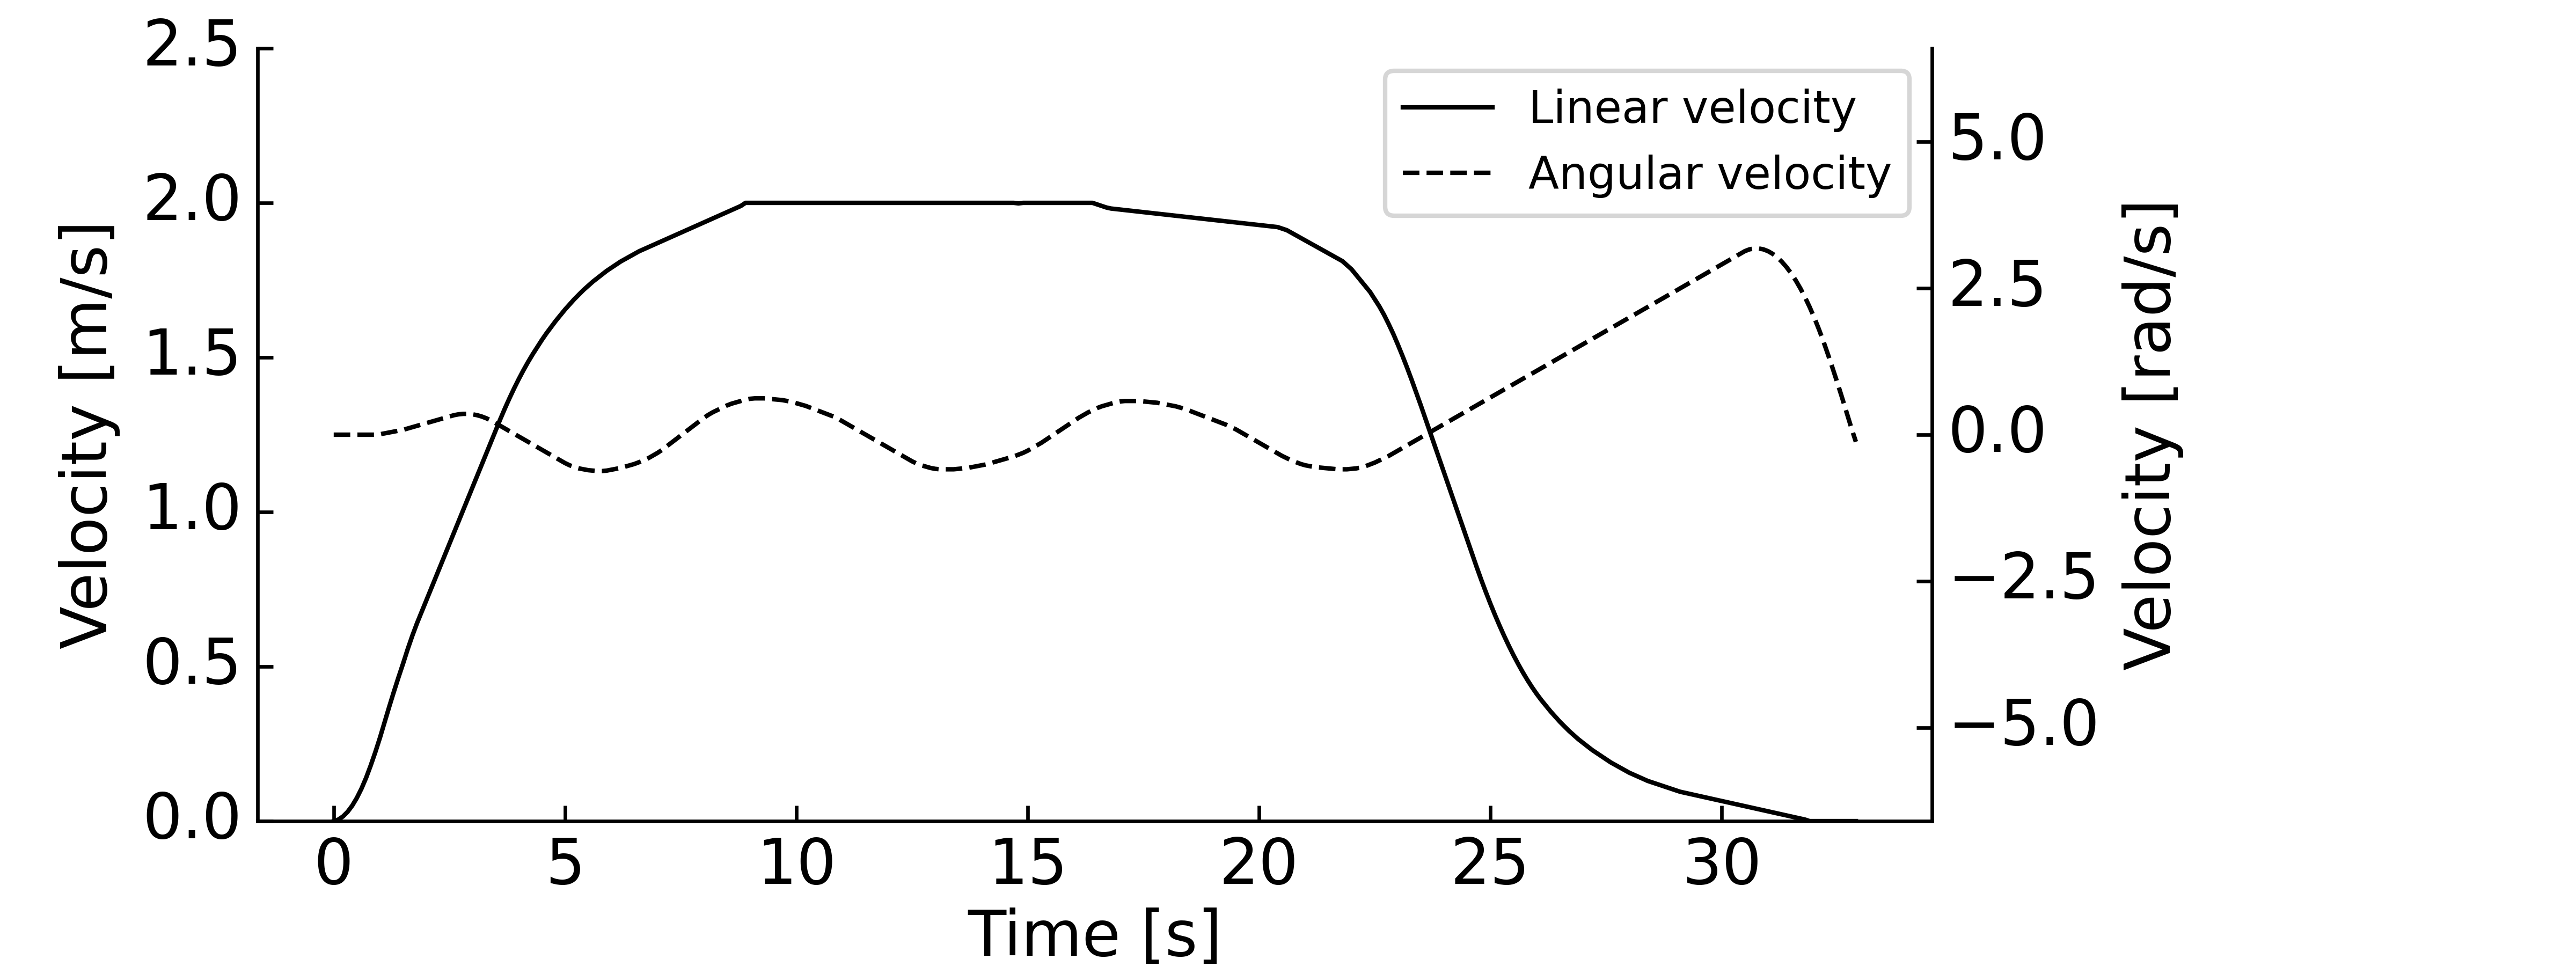 2.5
2.0
1.5
1.0
0.5
0.0
Velocity [m/s]
Linear velocity
Angular velocity
5.0
2.5
0.0
−2.5
−5.0
Velocity [rad/s]
0 5 10 15 20 25 30
Time [s]